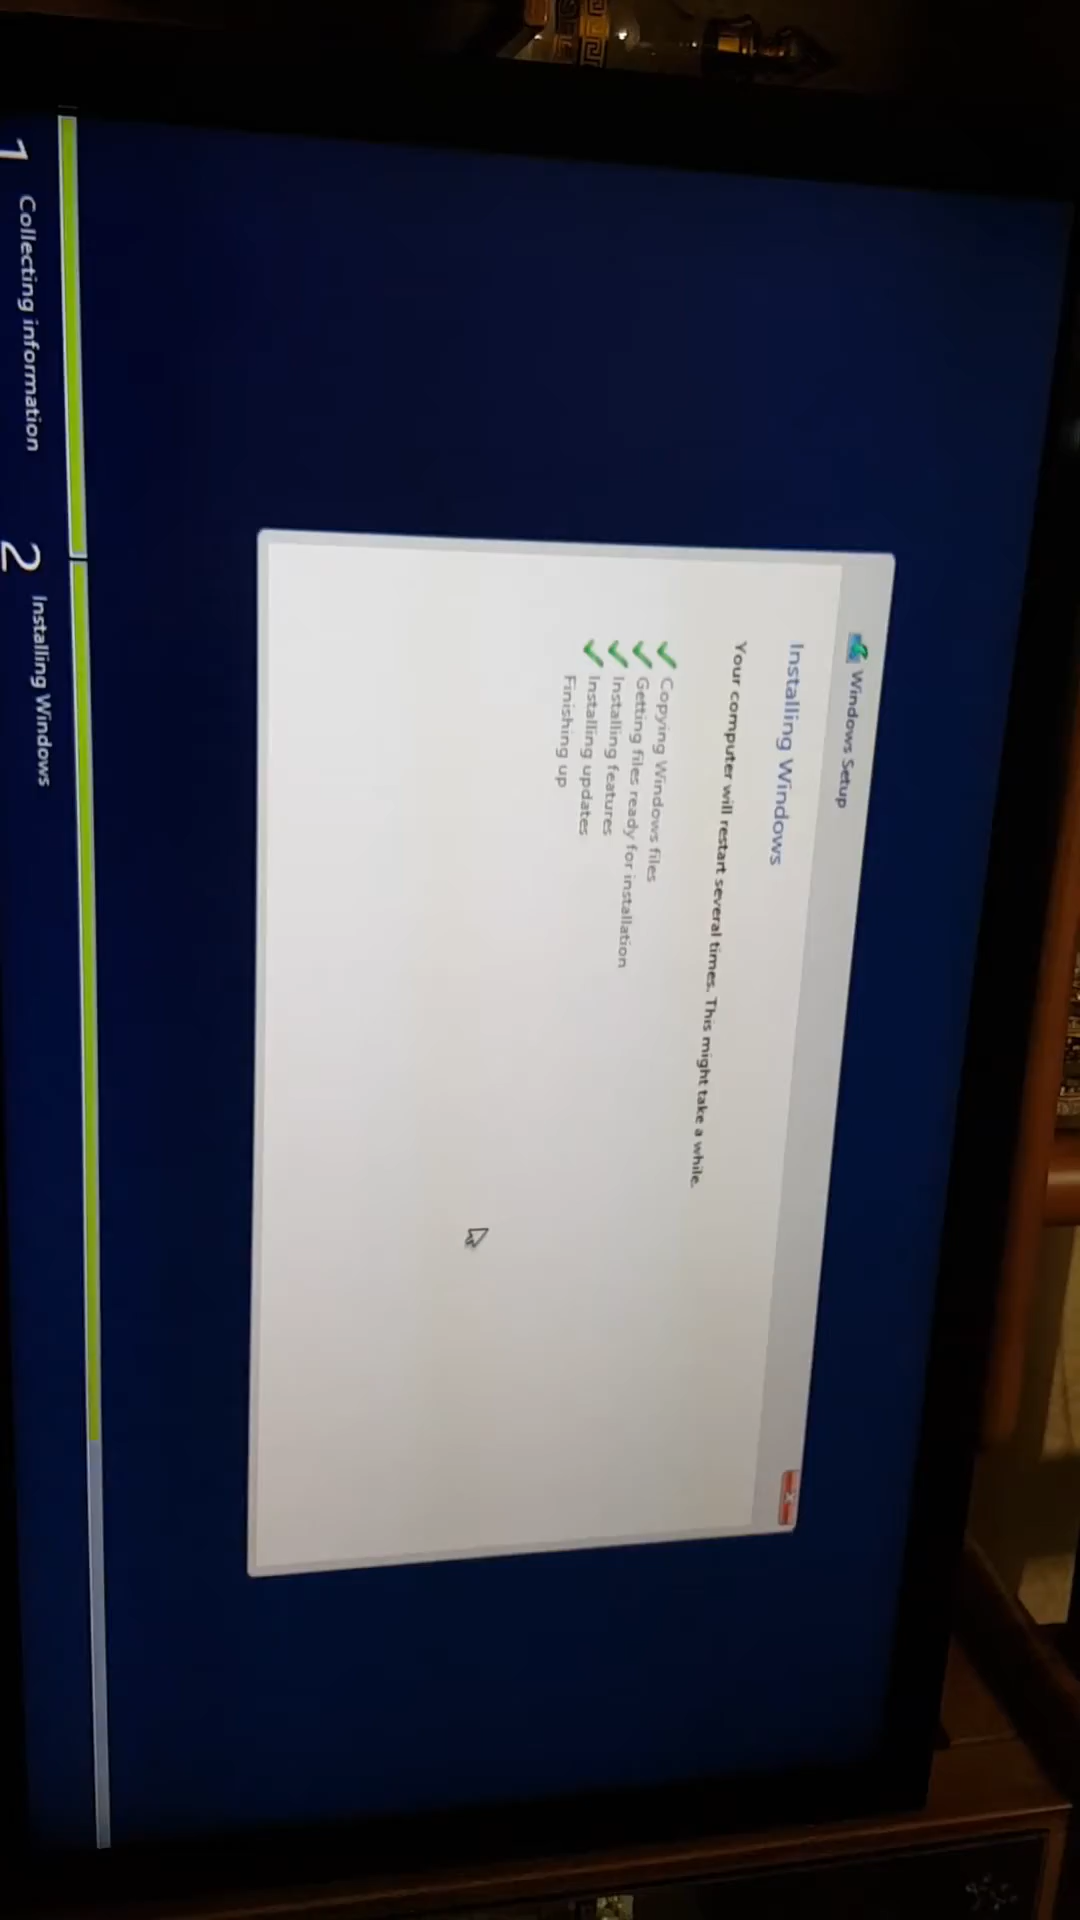 Windows Setup
Installing Windows
Your computer will restart several times. This might take a while.
Copying Windows files
Getting files ready for installation
Installing features
Installing updates
Finishing up
1 Collecting information
2 Installing Windows